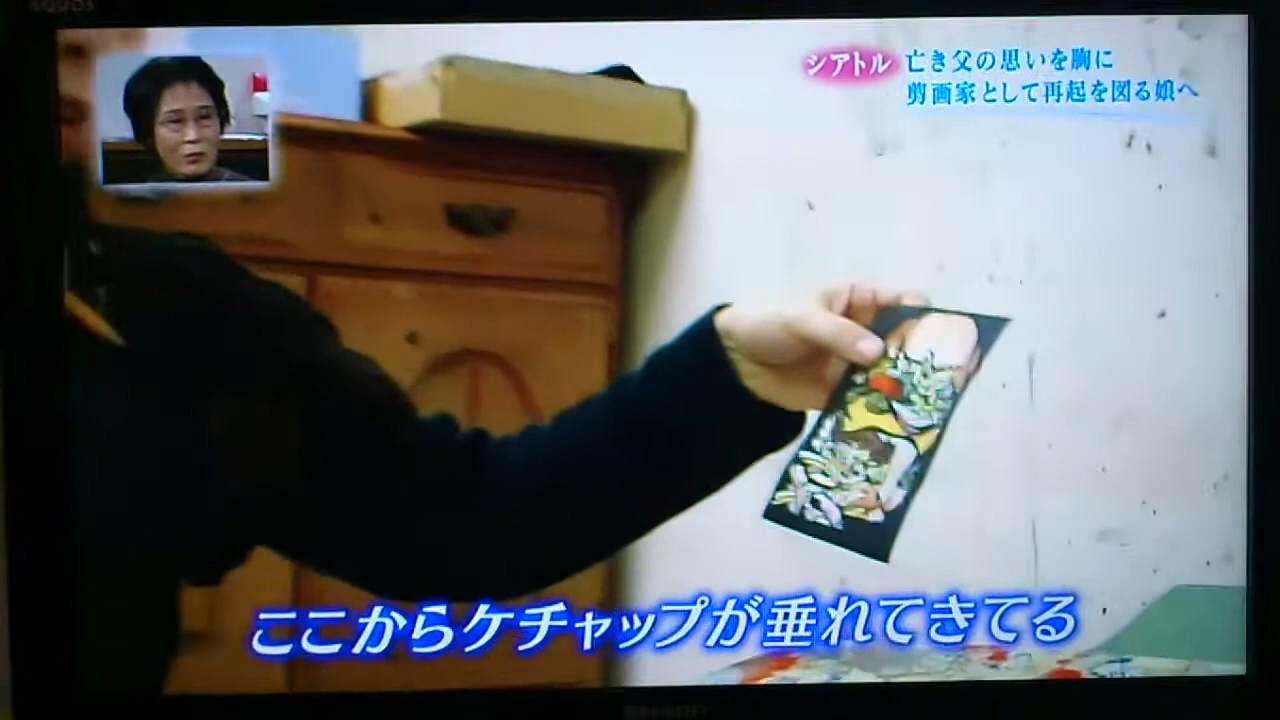 AQUOS
シアトル 亡き父の思いを胸に
剪画家として再起を図る娘へ
ここからケチャップが垂れてきてる
SHARP